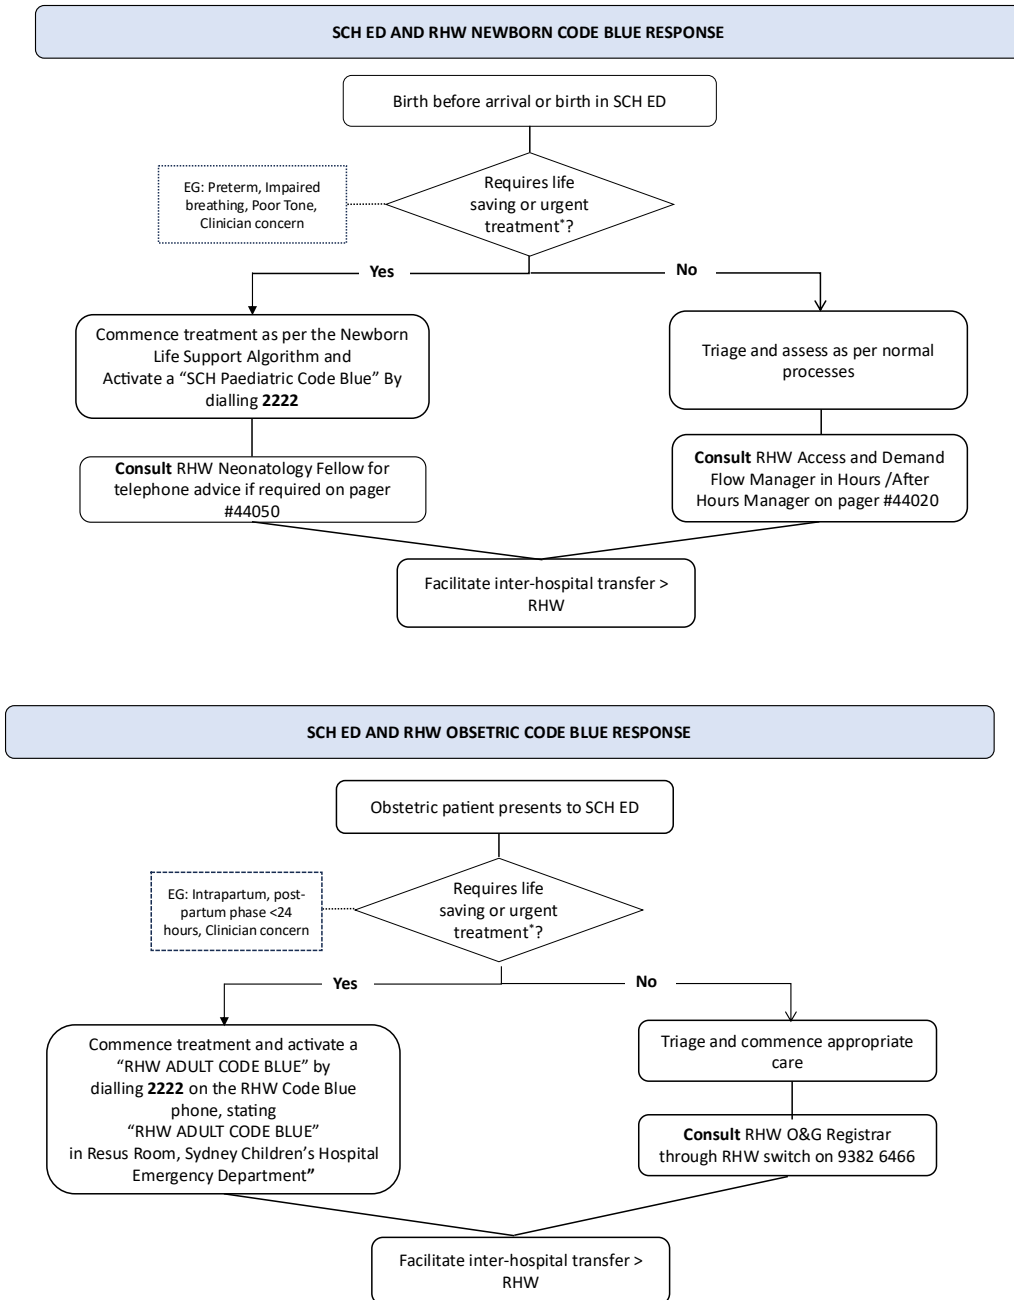 SCH ED AND RHW NEWBORN CODE BLUE RESPONSE
Birth before arrival or birth in SCH ED
Requires life
saving or urgent
treatment*?
EG: Preterm, Impaired
breathing, Poor Tone,
Clinician concern
Yes
No
Commence treatment as per the Newborn
Life Support Algorithm and
Activate a “SCH Paediatric Code Blue” By
dialling 2222
Triage and assess as per normal
processes
Consult RHW Neonatology Fellow for
telephone advice if required on pager
#44050
Consult RHW Access and Demand
Flow Manager in Hours /After
Hours Manager on pager #44020
Facilitate inter-hospital transfer >
RHW
SCH ED AND RHW OBSETRIC CODE BLUE RESPONSE
Obstetric patient presents to SCH ED
Requires life
saving or urgent
treatment*?
EG: Intrapartum, post-
partum phase <24
hours, Clinician concern
Yes
No
Commence treatment and activate a
“RHW ADULT CODE BLUE” by
dialling 2222 on the RHW Code Blue
phone, stating
“RHW ADULT CODE BLUE”
in Resus Room, Sydney Children’s Hospital
Emergency Department”
Triage and commence appropriate
care
Consult RHW O&G Registrar
through RHW switch on 9382 6466
Facilitate inter-hospital transfer >
RHW